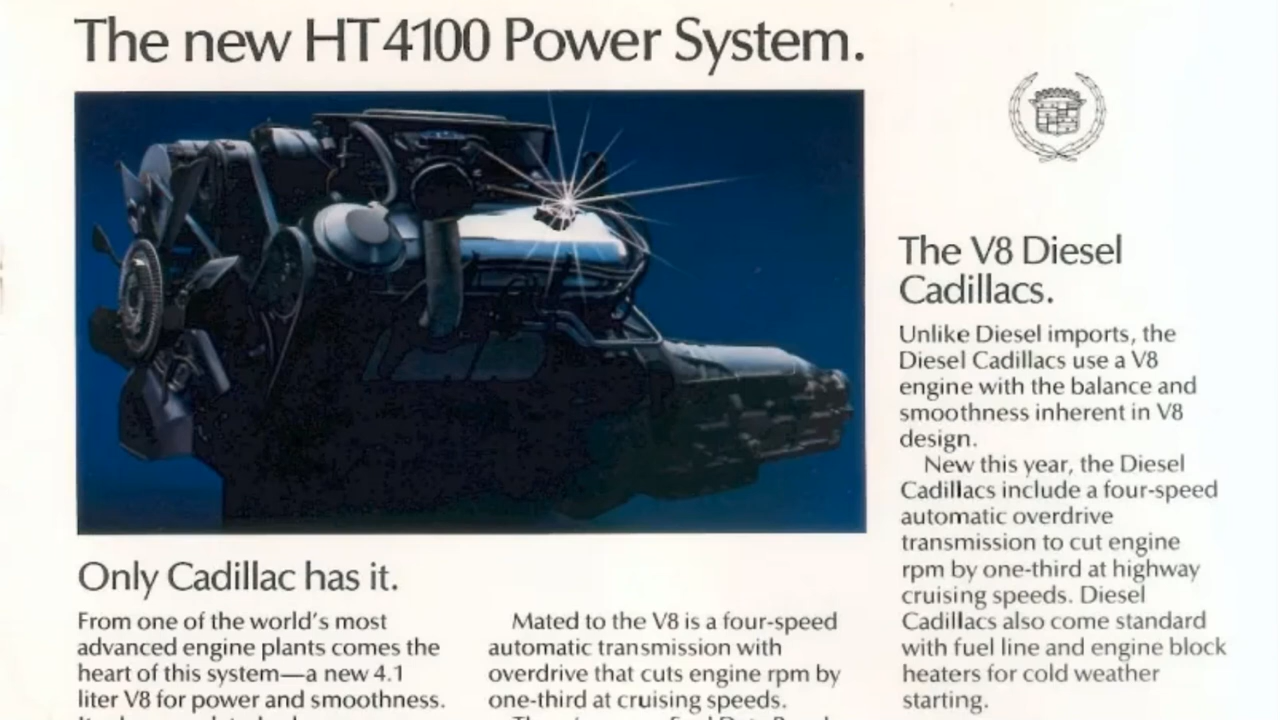 The new HT4100 Power System.
Only Cadillac has it.
From one of the world's most
advanced engine plants comes the
heart of this system—a new 4.1
liter V8 for power and smoothness.
Mated to the V8 is a four-speed
automatic transmission with
overdrive that cuts engine rpm by
one-third at cruising speeds.
The V8 Diesel
Cadillacs.
Unlike Diesel imports, the
Diesel Cadillacs use a V8
engine with the balance and
smoothness inherent in V8
design.
New this year, the Diesel
Cadillacs include a four-speed
automatic overdrive
transmission to cut engine
rpm by one-third at highway
cruising speeds. Diesel
Cadillacs also come standard
with fuel line and engine block
heaters for cold weather
starting.